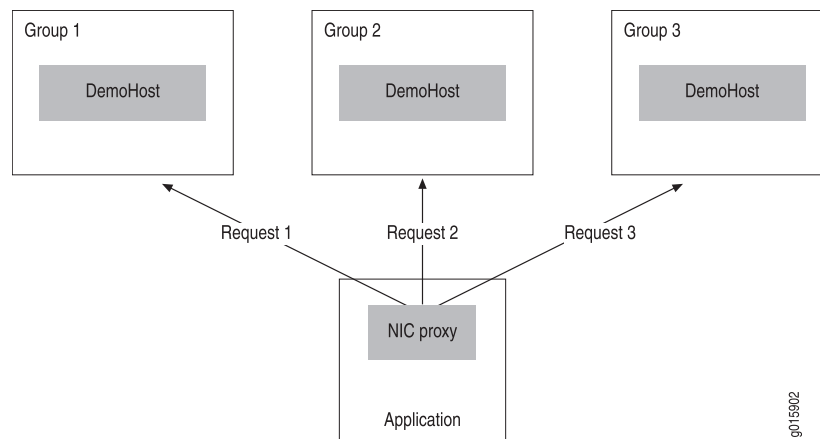 Group 1
Group 2
Group 3
DemoHost
DemoHost
DemoHost
Request 1
Request 2
Request 3
NIC proxy
Application
g015902